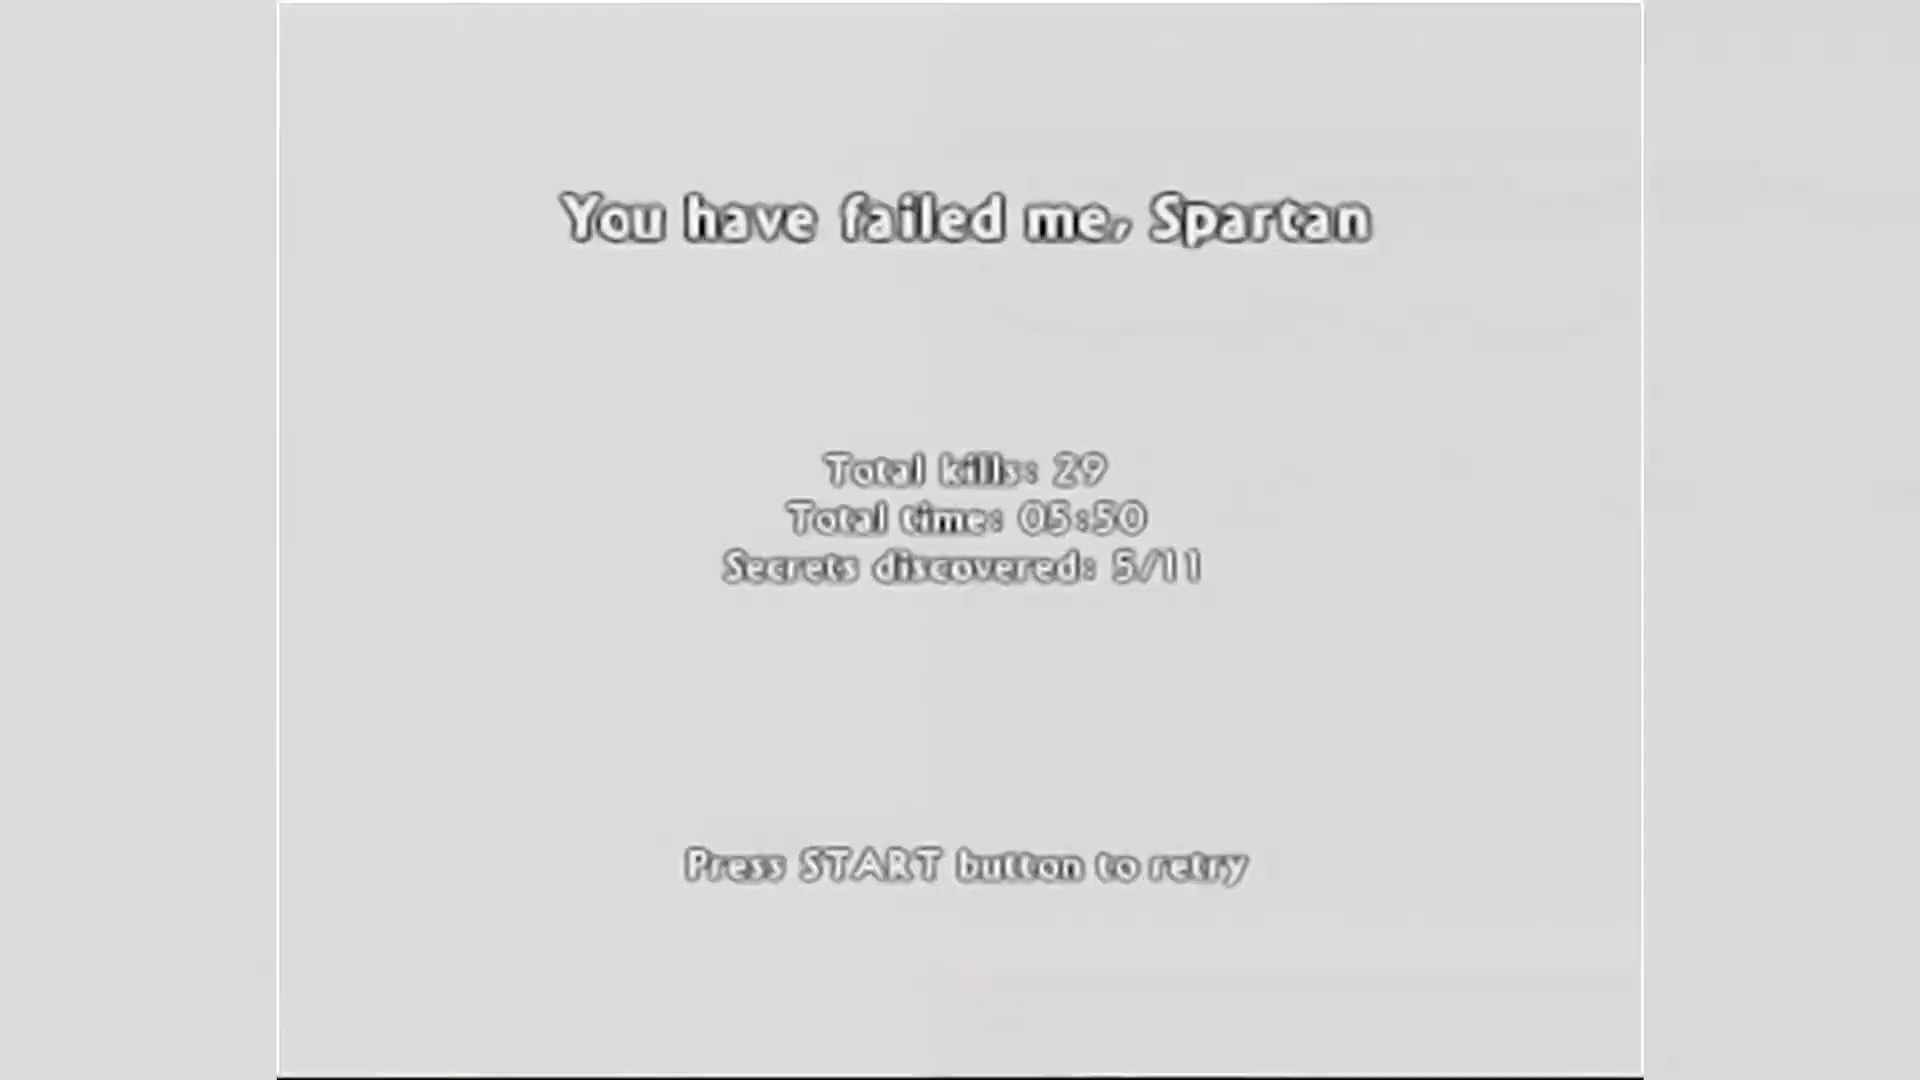 You have failed me, Spartan
Total kills: 29
Total time: 05:50
Secrets discovered: 5/11
Press START button to retry